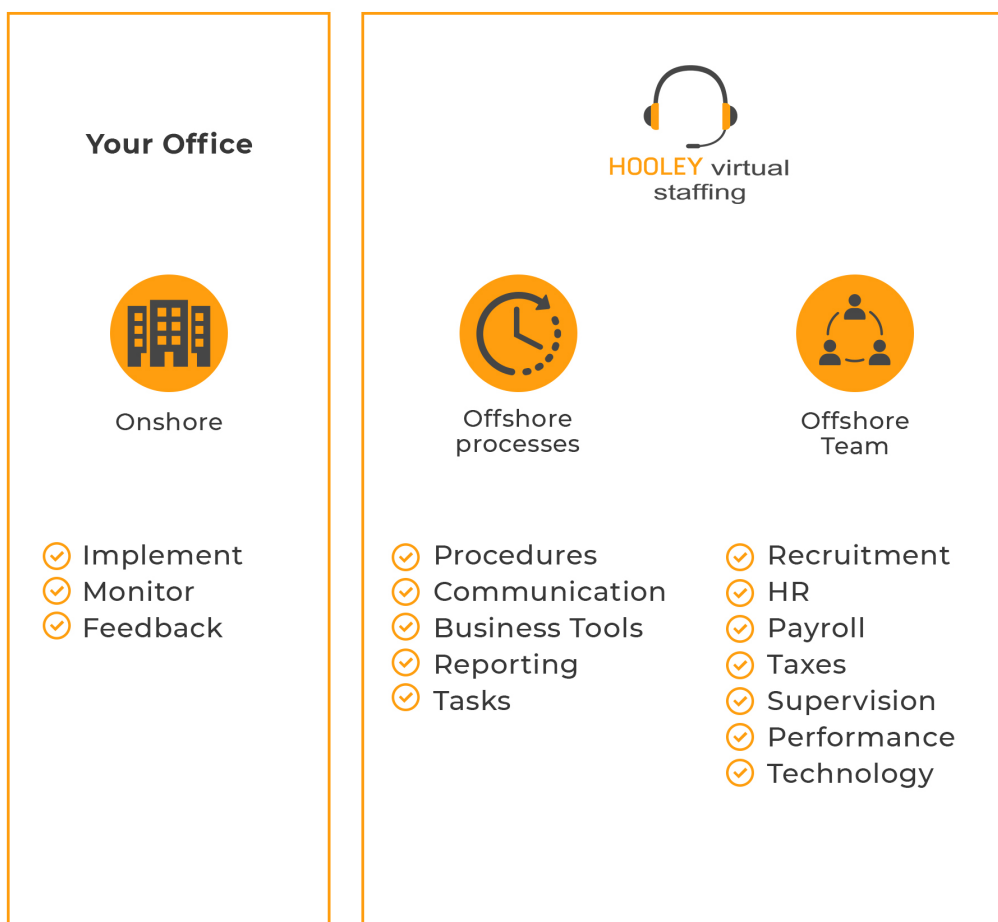 Your Office
HOOLEY virtual
staffing
Onshore
Offshore
processes
Offshore
Team
Implement
Monitor
Feedback
Procedures
Communication
Business Tools
Reporting
Tasks
Recruitment
HR
Payroll
Taxes
Supervision
Performance
Technology